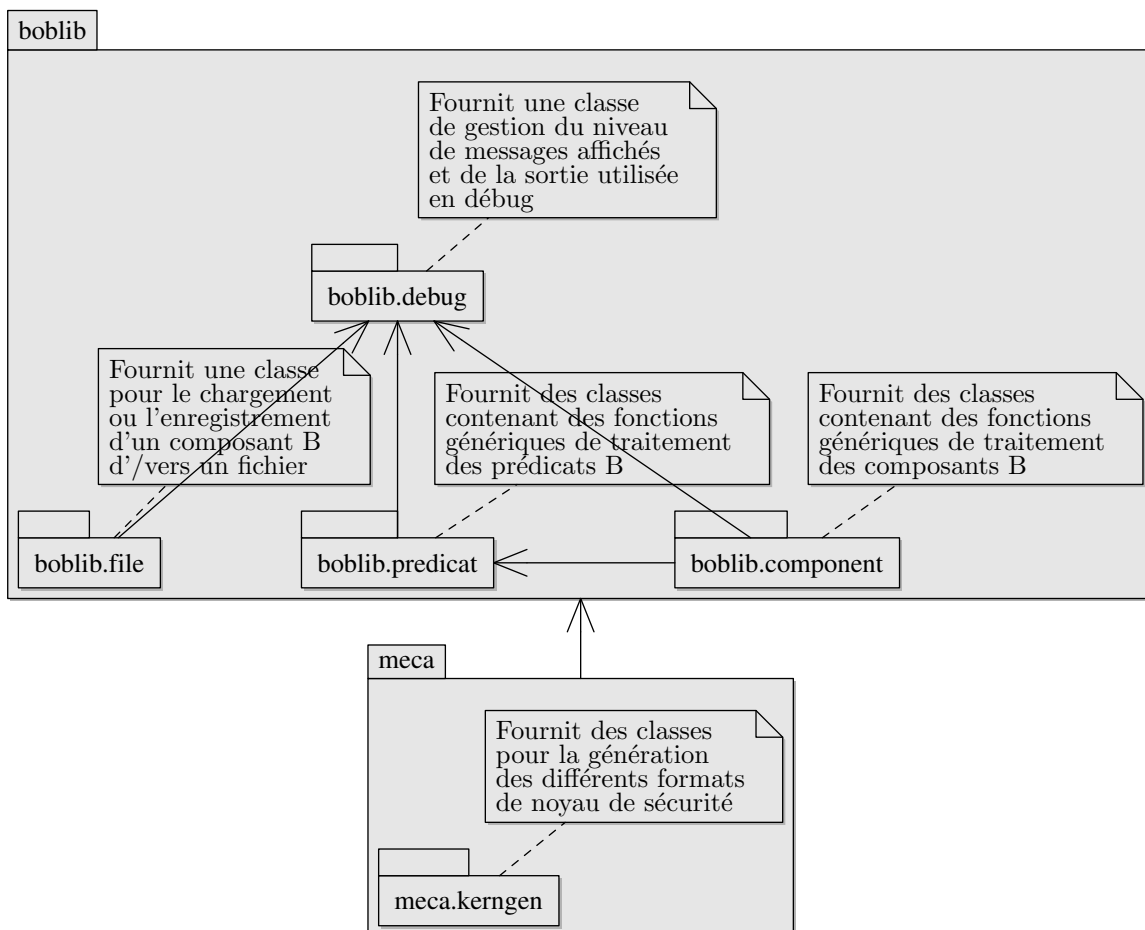 boblib
Fournit une classe
de gestion du niveau
de messages affichés
et de la sortie utilisée
en débug
boblib.debug
Fournit une classe
pour le chargement
ou l'enregistrement
d'un composant B
d'/vers un fichier
Fournit des classes
contenant des fonctions
génériques de traitement
des prédicats B
Fournit des classes
contenant des fonctions
génériques de traitement
des composants B
boblib.file
boblib.predicat
boblib.component
meca
Fournit des classes
pour la génération
des différents formats
de noyau de sécurité
meca.kerngen